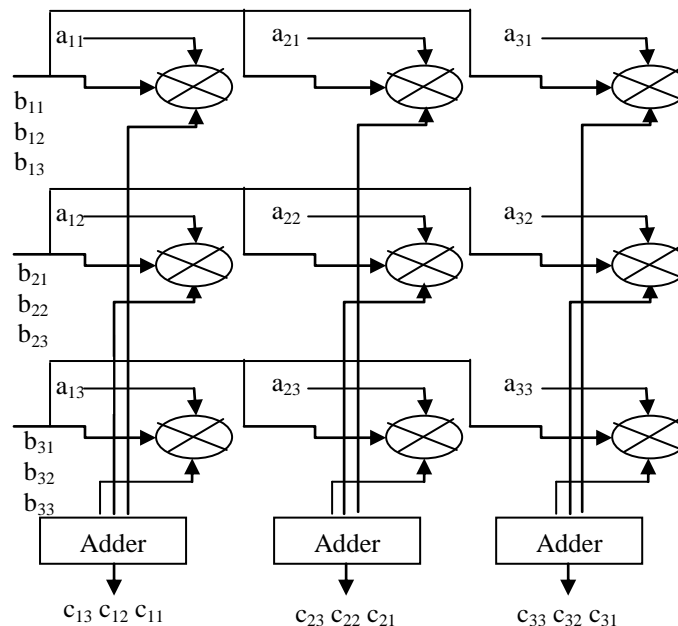 a₁₁ a₂₁ a₃₁
b₁₁
b₁₂
b₁₃
a₁₂ a₂₂ a₃₂
b₂₁
b₂₂
b₂₃
a₁₃ a₂₃ a₃₃
b₃₁
b₃₂
b₃₃
Adder Adder Adder
c₁₃ c₁₂ c₁₁ c₂₃ c₂₂ c₂₁ c₃₃ c₃₂ c₃₁